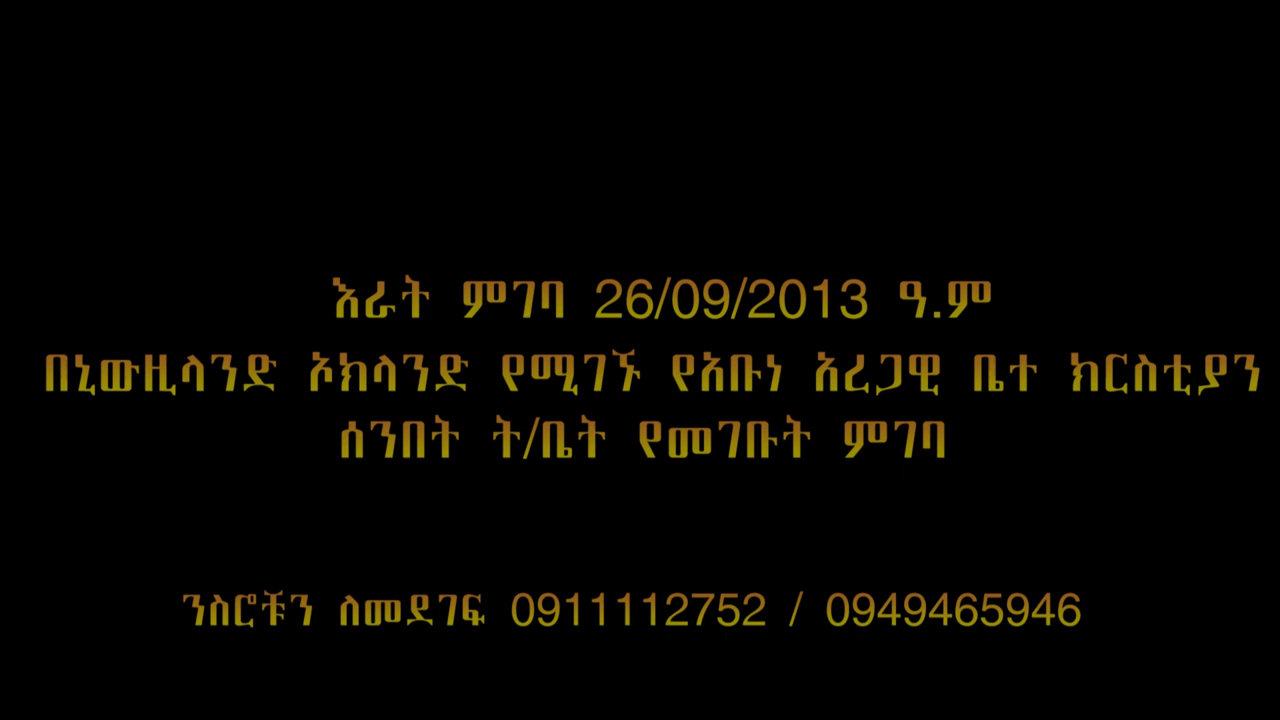 እራት ምገባ 26/09/2013 ዓ.ም
በኒውዚላንድ ኦክላንድ የሚገኙ የአቡነ አረጋዊ ቤተ ክርስቲያን
ሰንበት ት/ቤት የመገቡት ምገባ
ንስሮቹን ለመደገፍ 0911112752 / 0949465946